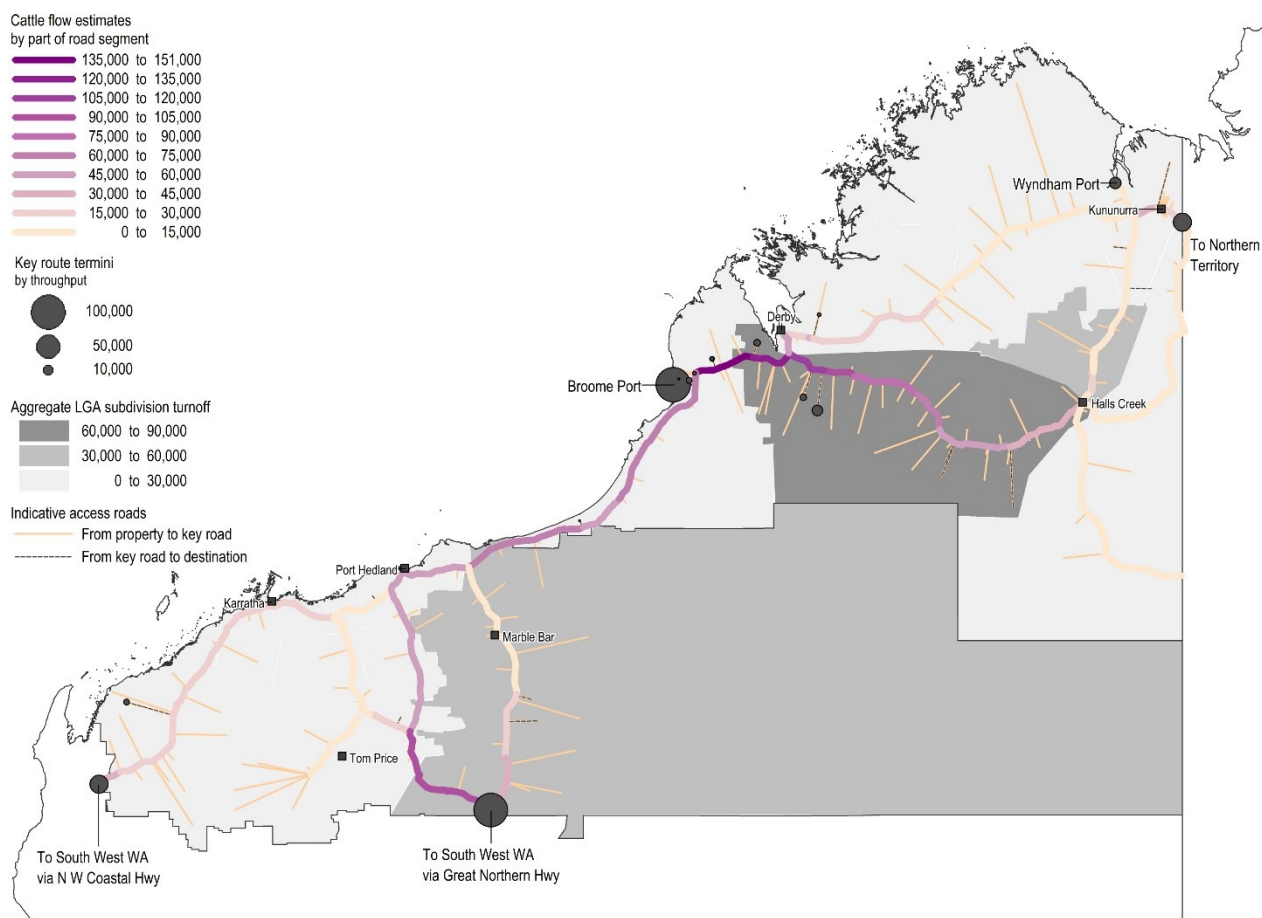 Cattle flow estimates
by part of road segment
135,000 to 151,000
120,000 to 135,000
105,000 to 120,000
90,000 to 105,000
75,000 to 90,000
60,000 to 75,000
45,000 to 60,000
30,000 to 45,000
15,000 to 30,000
0 to 15,000
Key route termini
by throughput
100,000
50,000
10,000
Aggregate LGA subdivision turnoff
60,000 to 90,000
30,000 to 60,000
0 to 30,000
Indicative access roads
From property to key road
From key road to destination
Wyndham Port
Kununurra
To Northern
Territory
Derby
Broome Port
Halls Creek
Port Hedland
Karratha
Marble Bar
Tom Price
To South West WA
via N W Coastal Hwy
To South West WA
via Great Northern Hwy